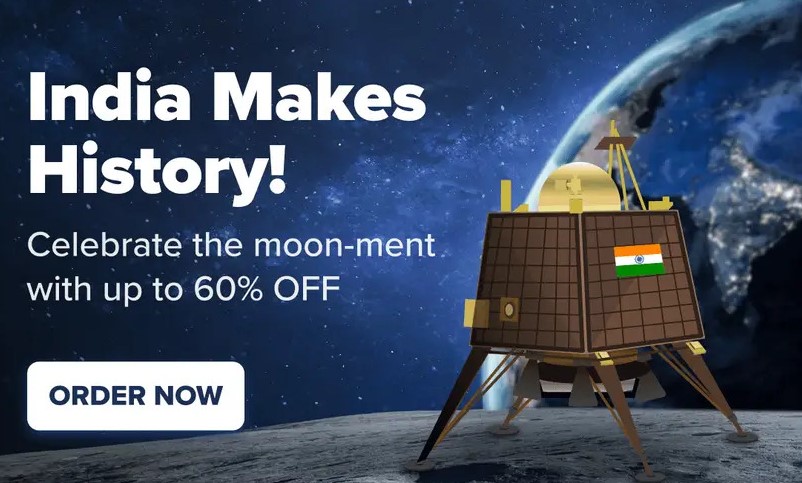 India Makes
History!
Celebrate the moon-ment
with up to 60% OFF
ORDER NOW